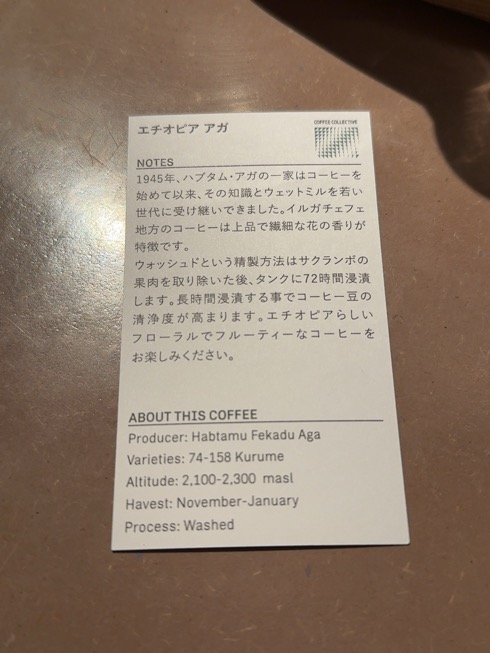 エチオピア アガ
COFFEE COLLECTIVE
NOTES
1945年、ハブタム・アガの一家はコーヒーを
始めて以来、その知識とウェットミルを若い
世代に受け継いできました。イルガチェフェ
地方のコーヒーは上品で繊細な花の香りが
特徴です。
ウォッシュドという精製方法はサクランボの
果肉を取り除いた後、タンクに72時間浸漬
します。長時間浸漬する事でコーヒー豆の
清浄度が高まります。エチオピアらしい
フローラルでフルーティーなコーヒーを
お楽しみください。
ABOUT THIS COFFEE
Producer: Habtamu Fekadu Aga
Varieties: 74-158 Kurume
Altitude: 2,100-2,300 masl
Havest: November-January
Process: Washed